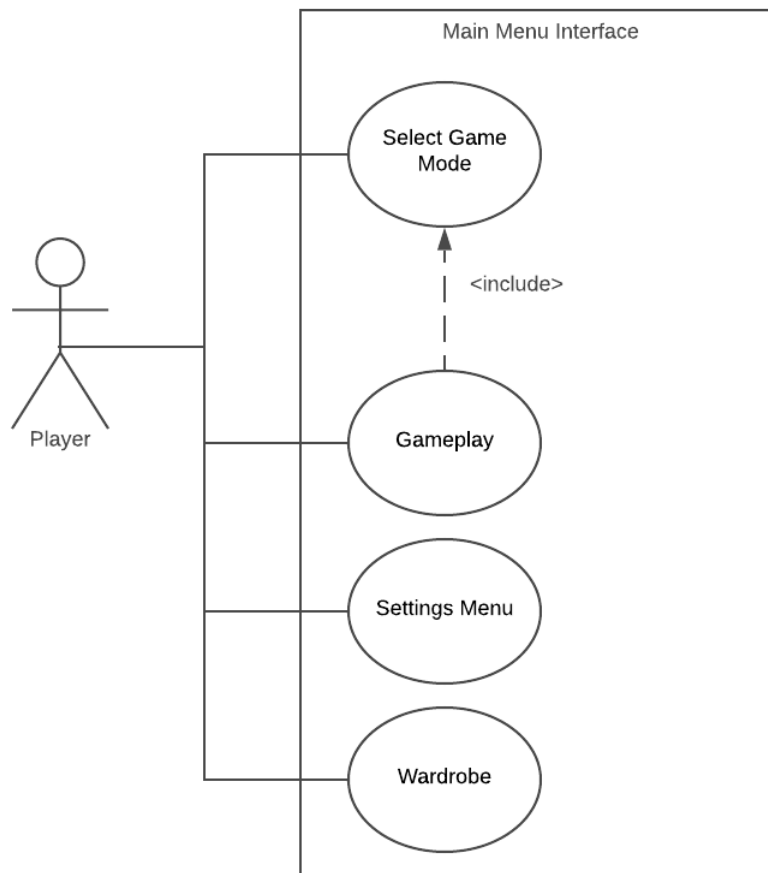 Main Menu Interface
Select Game
Mode
<include>
Gameplay
Player
Settings Menu
Wardrobe